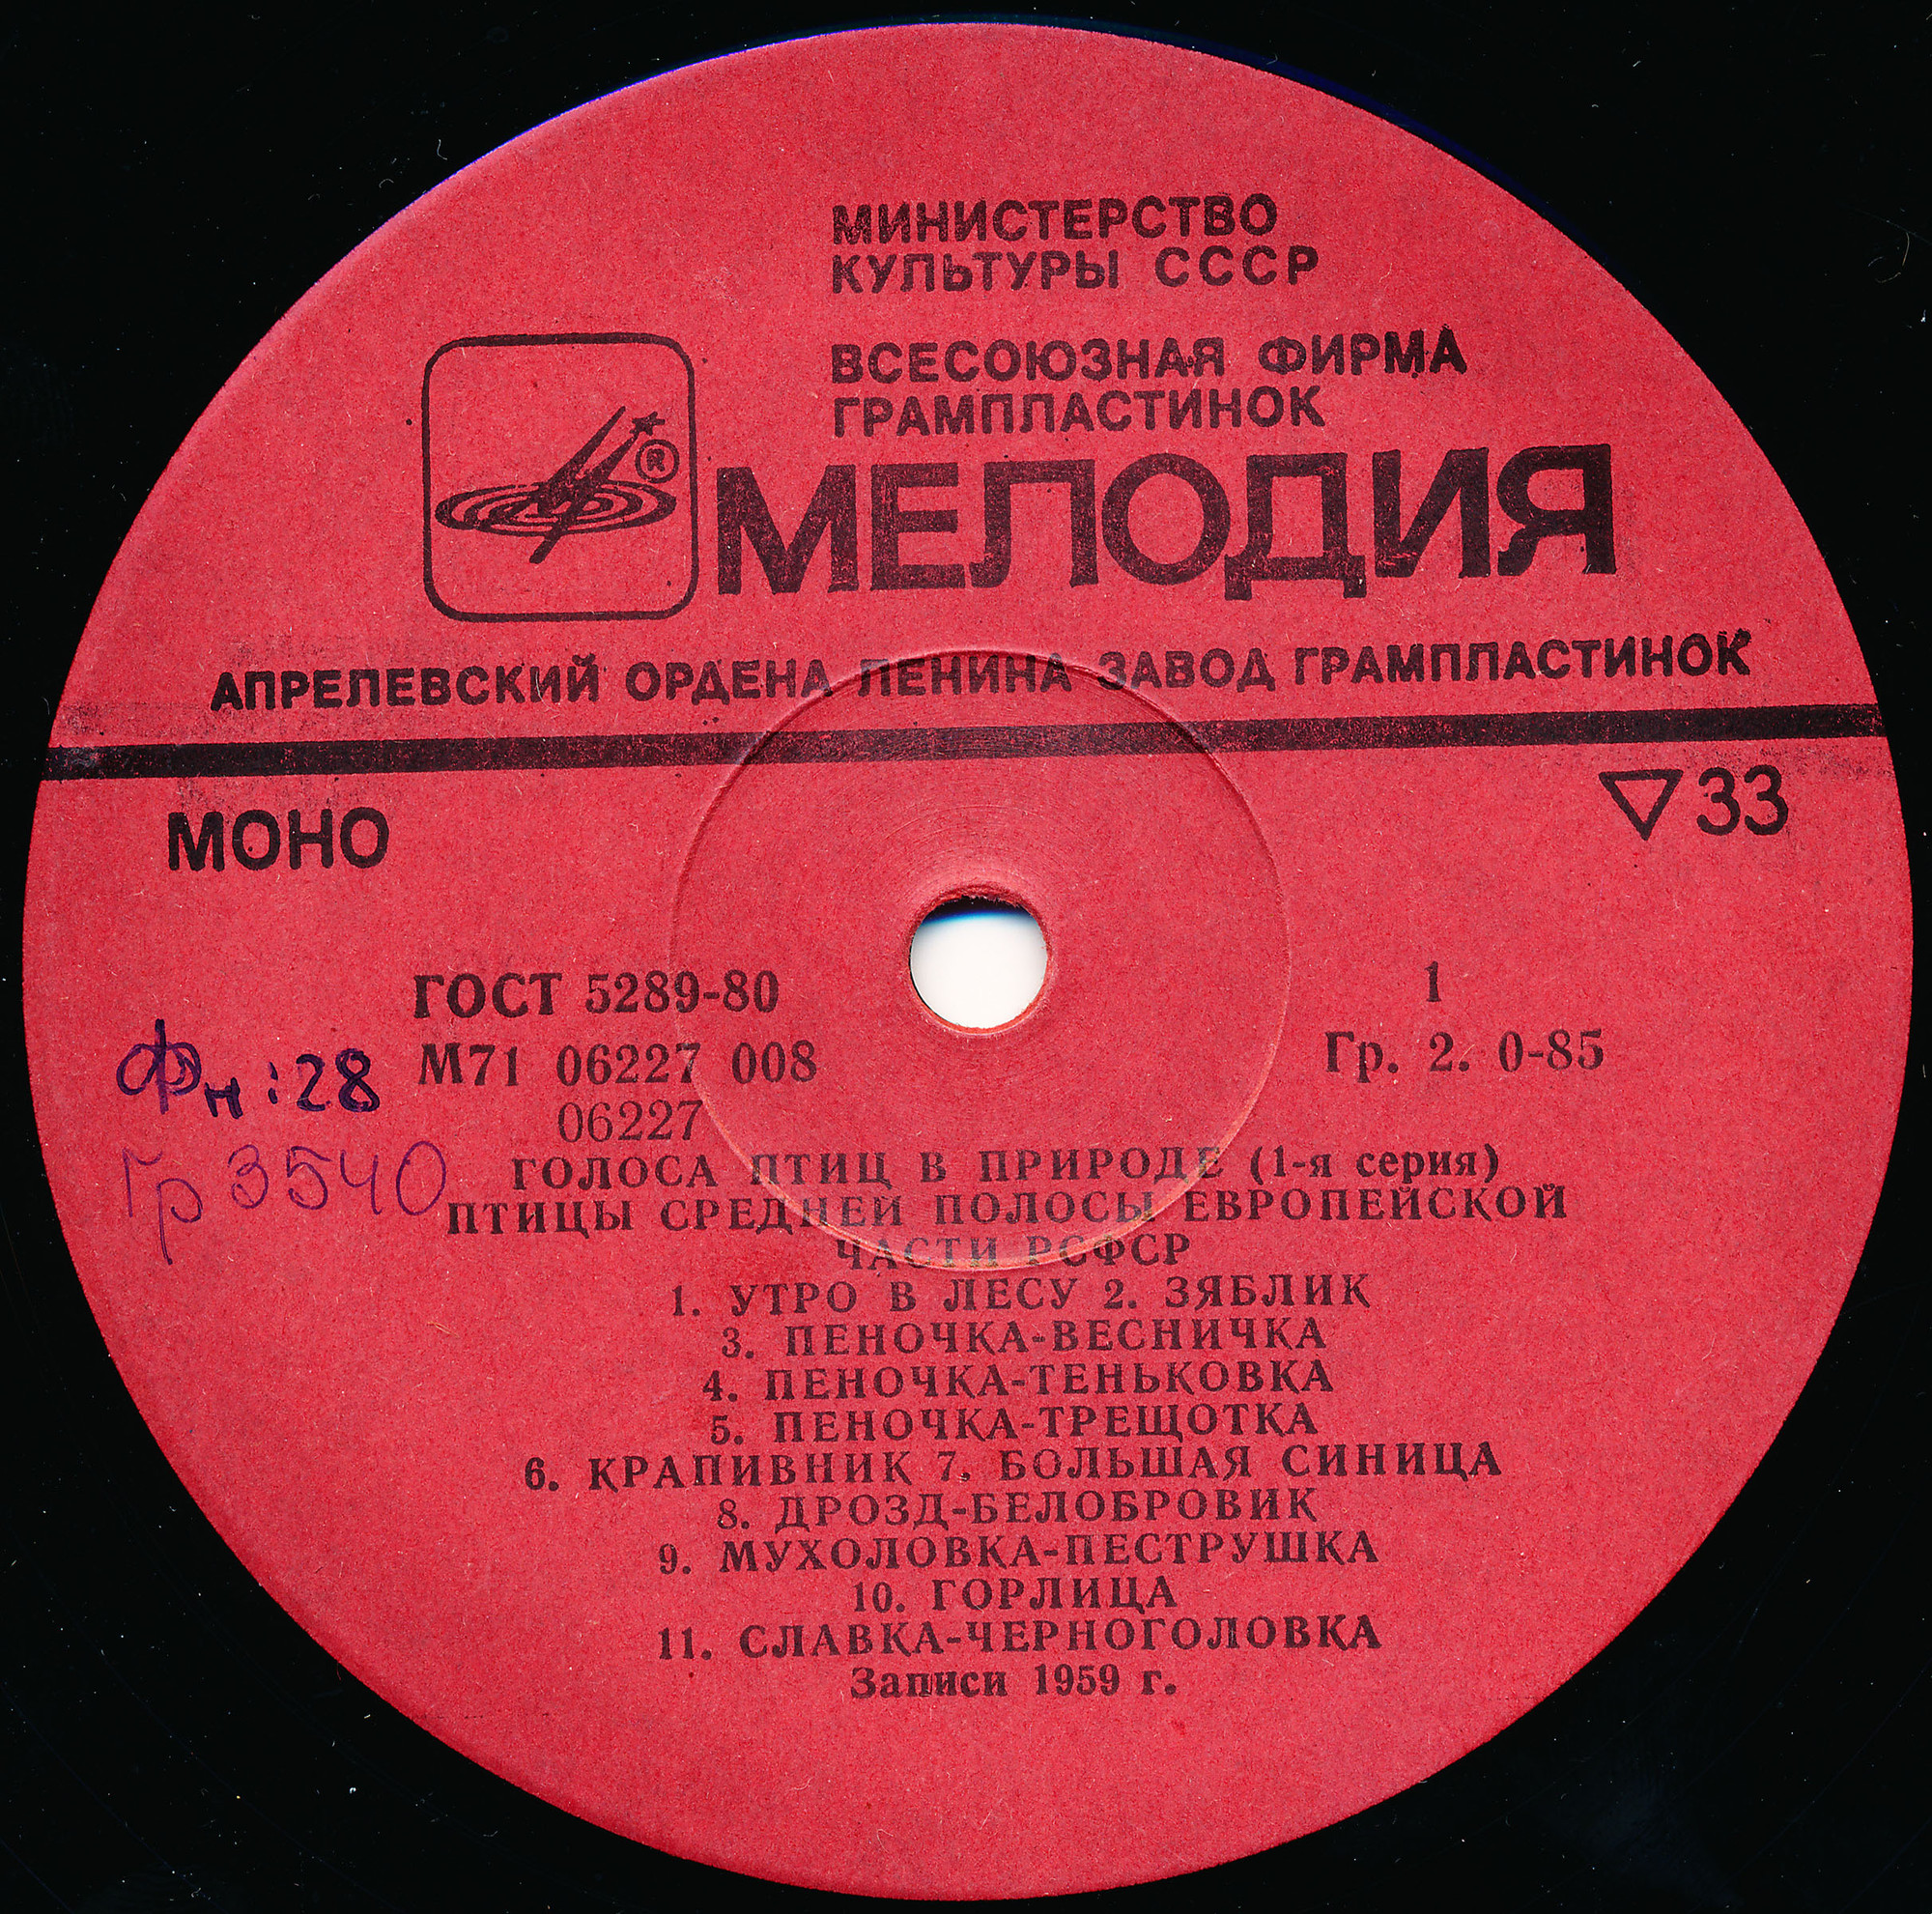 МИНИСТЕРСТВО
КУЛЬТУРЫ СССР
ВСЕСОЮЗНАЯ ФИРМА
ГРАМПЛАСТИНОК
®
МЕЛОДИЯ
АПРЕЛЕВСКИЙ ОРДЕНА ЛЕНИНА ЗАВОД ГРАМПЛАСТИНОК
МОНО
33
ГОСТ 5289-80
1
М71 06227 008
Гр. 2. 0-85
Фн:28
06227
Гр 3540
ГОЛОСА ПТИЦ В ПРИРОДЕ (1-я серия)
ПТИЦЫ СРЕДНЕЙ ПОЛОСЫ ЕВРОПЕЙСКОЙ
ЧАСТИ РСФСР
1. УТРО В ЛЕСУ 2. ЗЯБЛИК
3. ПЕНОЧКА-ВЕСНИЧКА
4. ПЕНОЧКА-ТЕНЬКОВКА
5. ПЕНОЧКА-ТРЕЩОТКА
6. КРАПИВНИК 7. БОЛЬШАЯ СИНИЦА
8. ДРОЗД-БЕЛОБРОВИК
9. МУХОЛОВКА-ПЕСТРУШКА
10. ГОРЛИЦА
11. СЛАВКА-ЧЕРНОГОЛОВКА
Записи 1959 г.